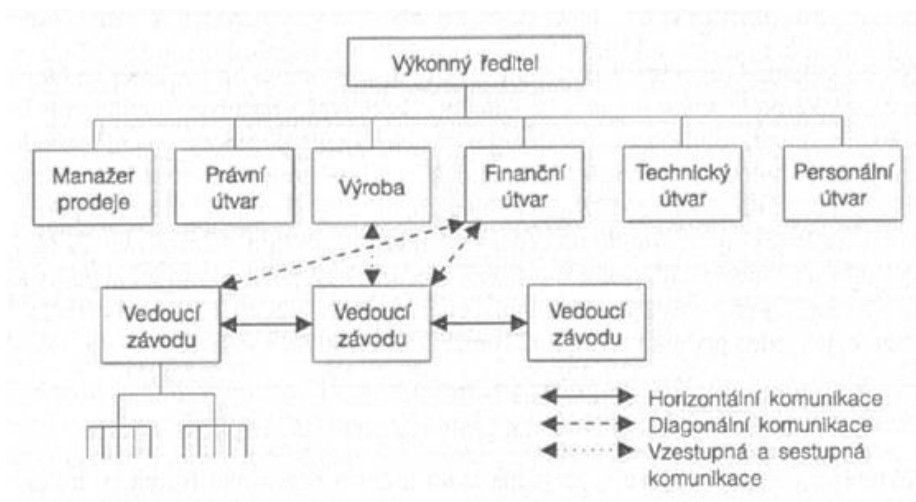 Výkonný ředitel
Manažer
prodeje
Právní
útvar
Výroba
Finanční
útvar
Technický
útvar
Personální
útvar
Vedoucí
závodu
Vedoucí
závodu
Vedoucí
závodu
Horizontální komunikace
Diagonální komunikace
Vzestupná a sestupná
komunikace